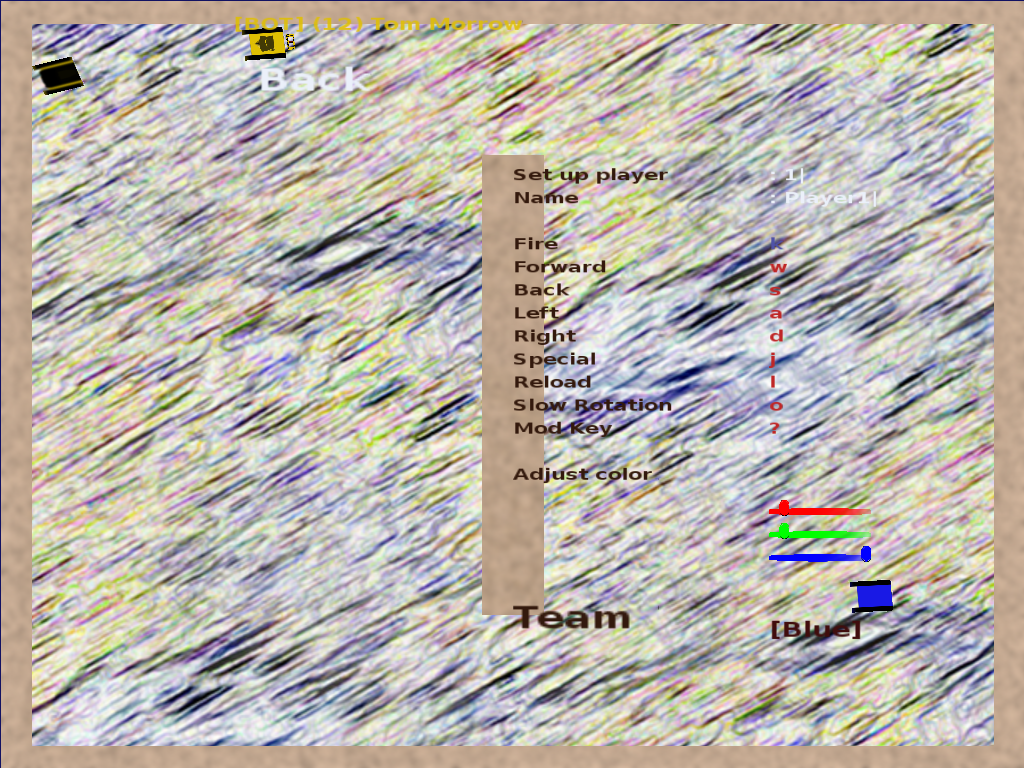 [BOT] (12) Tom Morrow
Back
Set up player : 1|
Name : Player1|
Fire k
Forward w
Back s
Left a
Right d
Special j
Reload l
Slow Rotation o
Mod Key ?
Adjust color
Team [Blue]